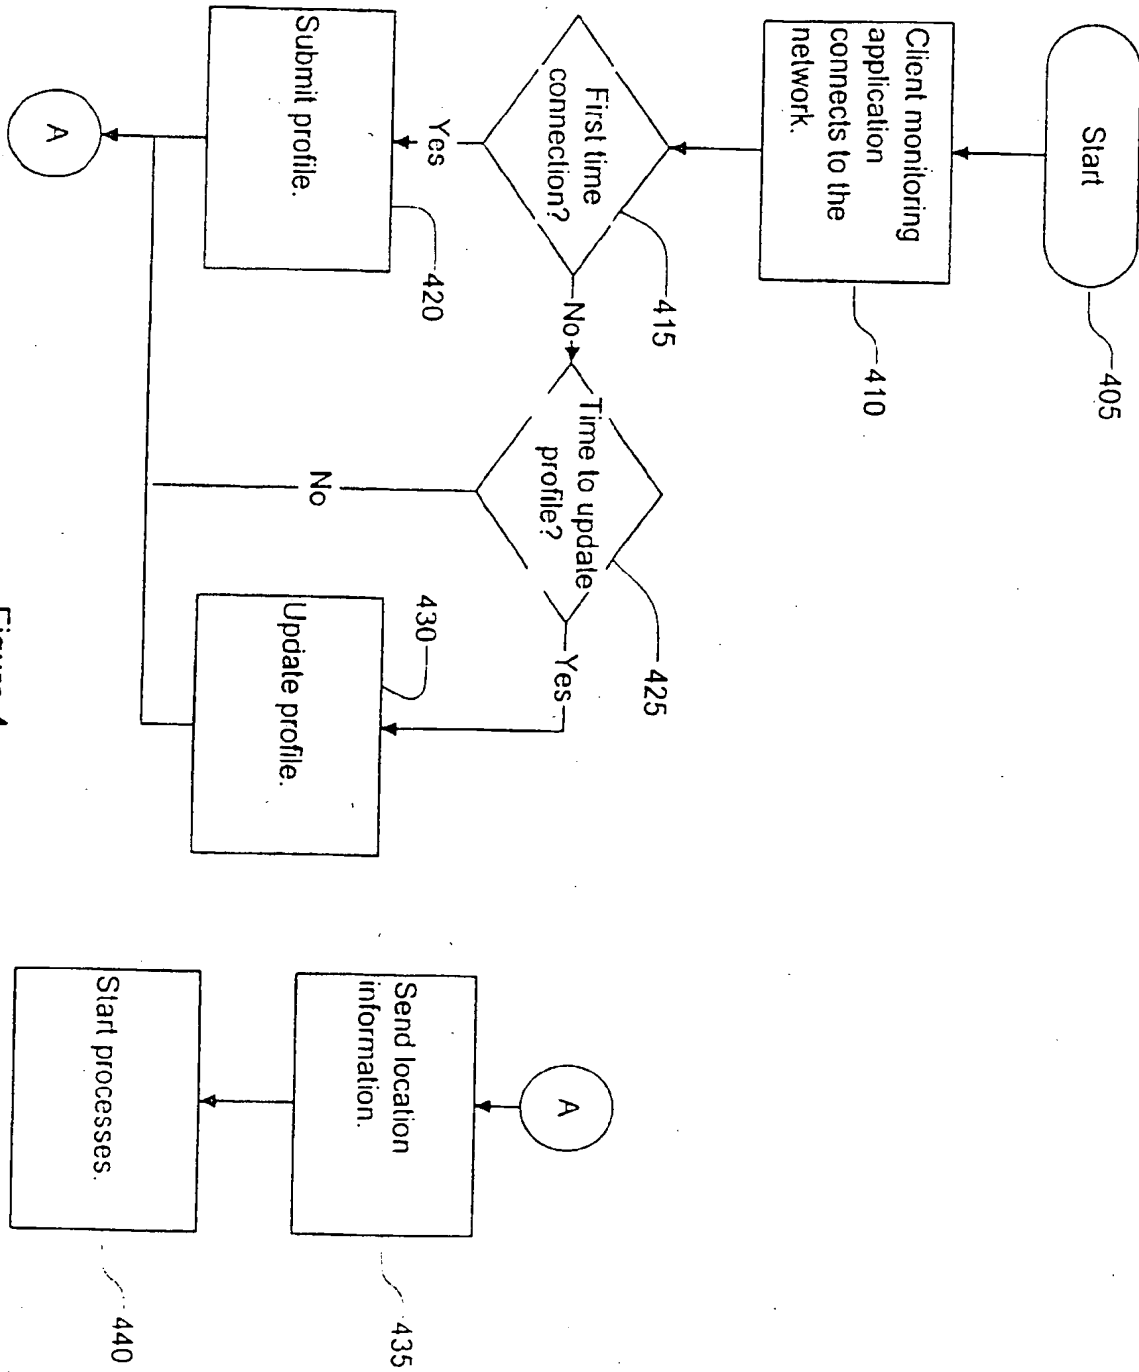 Start
405
Client monitoring
application
connects to the
network.
410
First time
connection?
415
No
Yes
Time to update
profile?
425
Yes
No
Submit profile.
420
430
Update profile.
A
A
Send location
information.
435
Start processes.
440
Figure 4